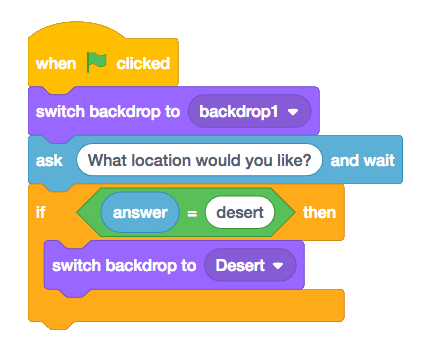 when clicked
switch backdrop to backdrop1
ask What location would you like? and wait
if answer = desert then
switch backdrop to Desert